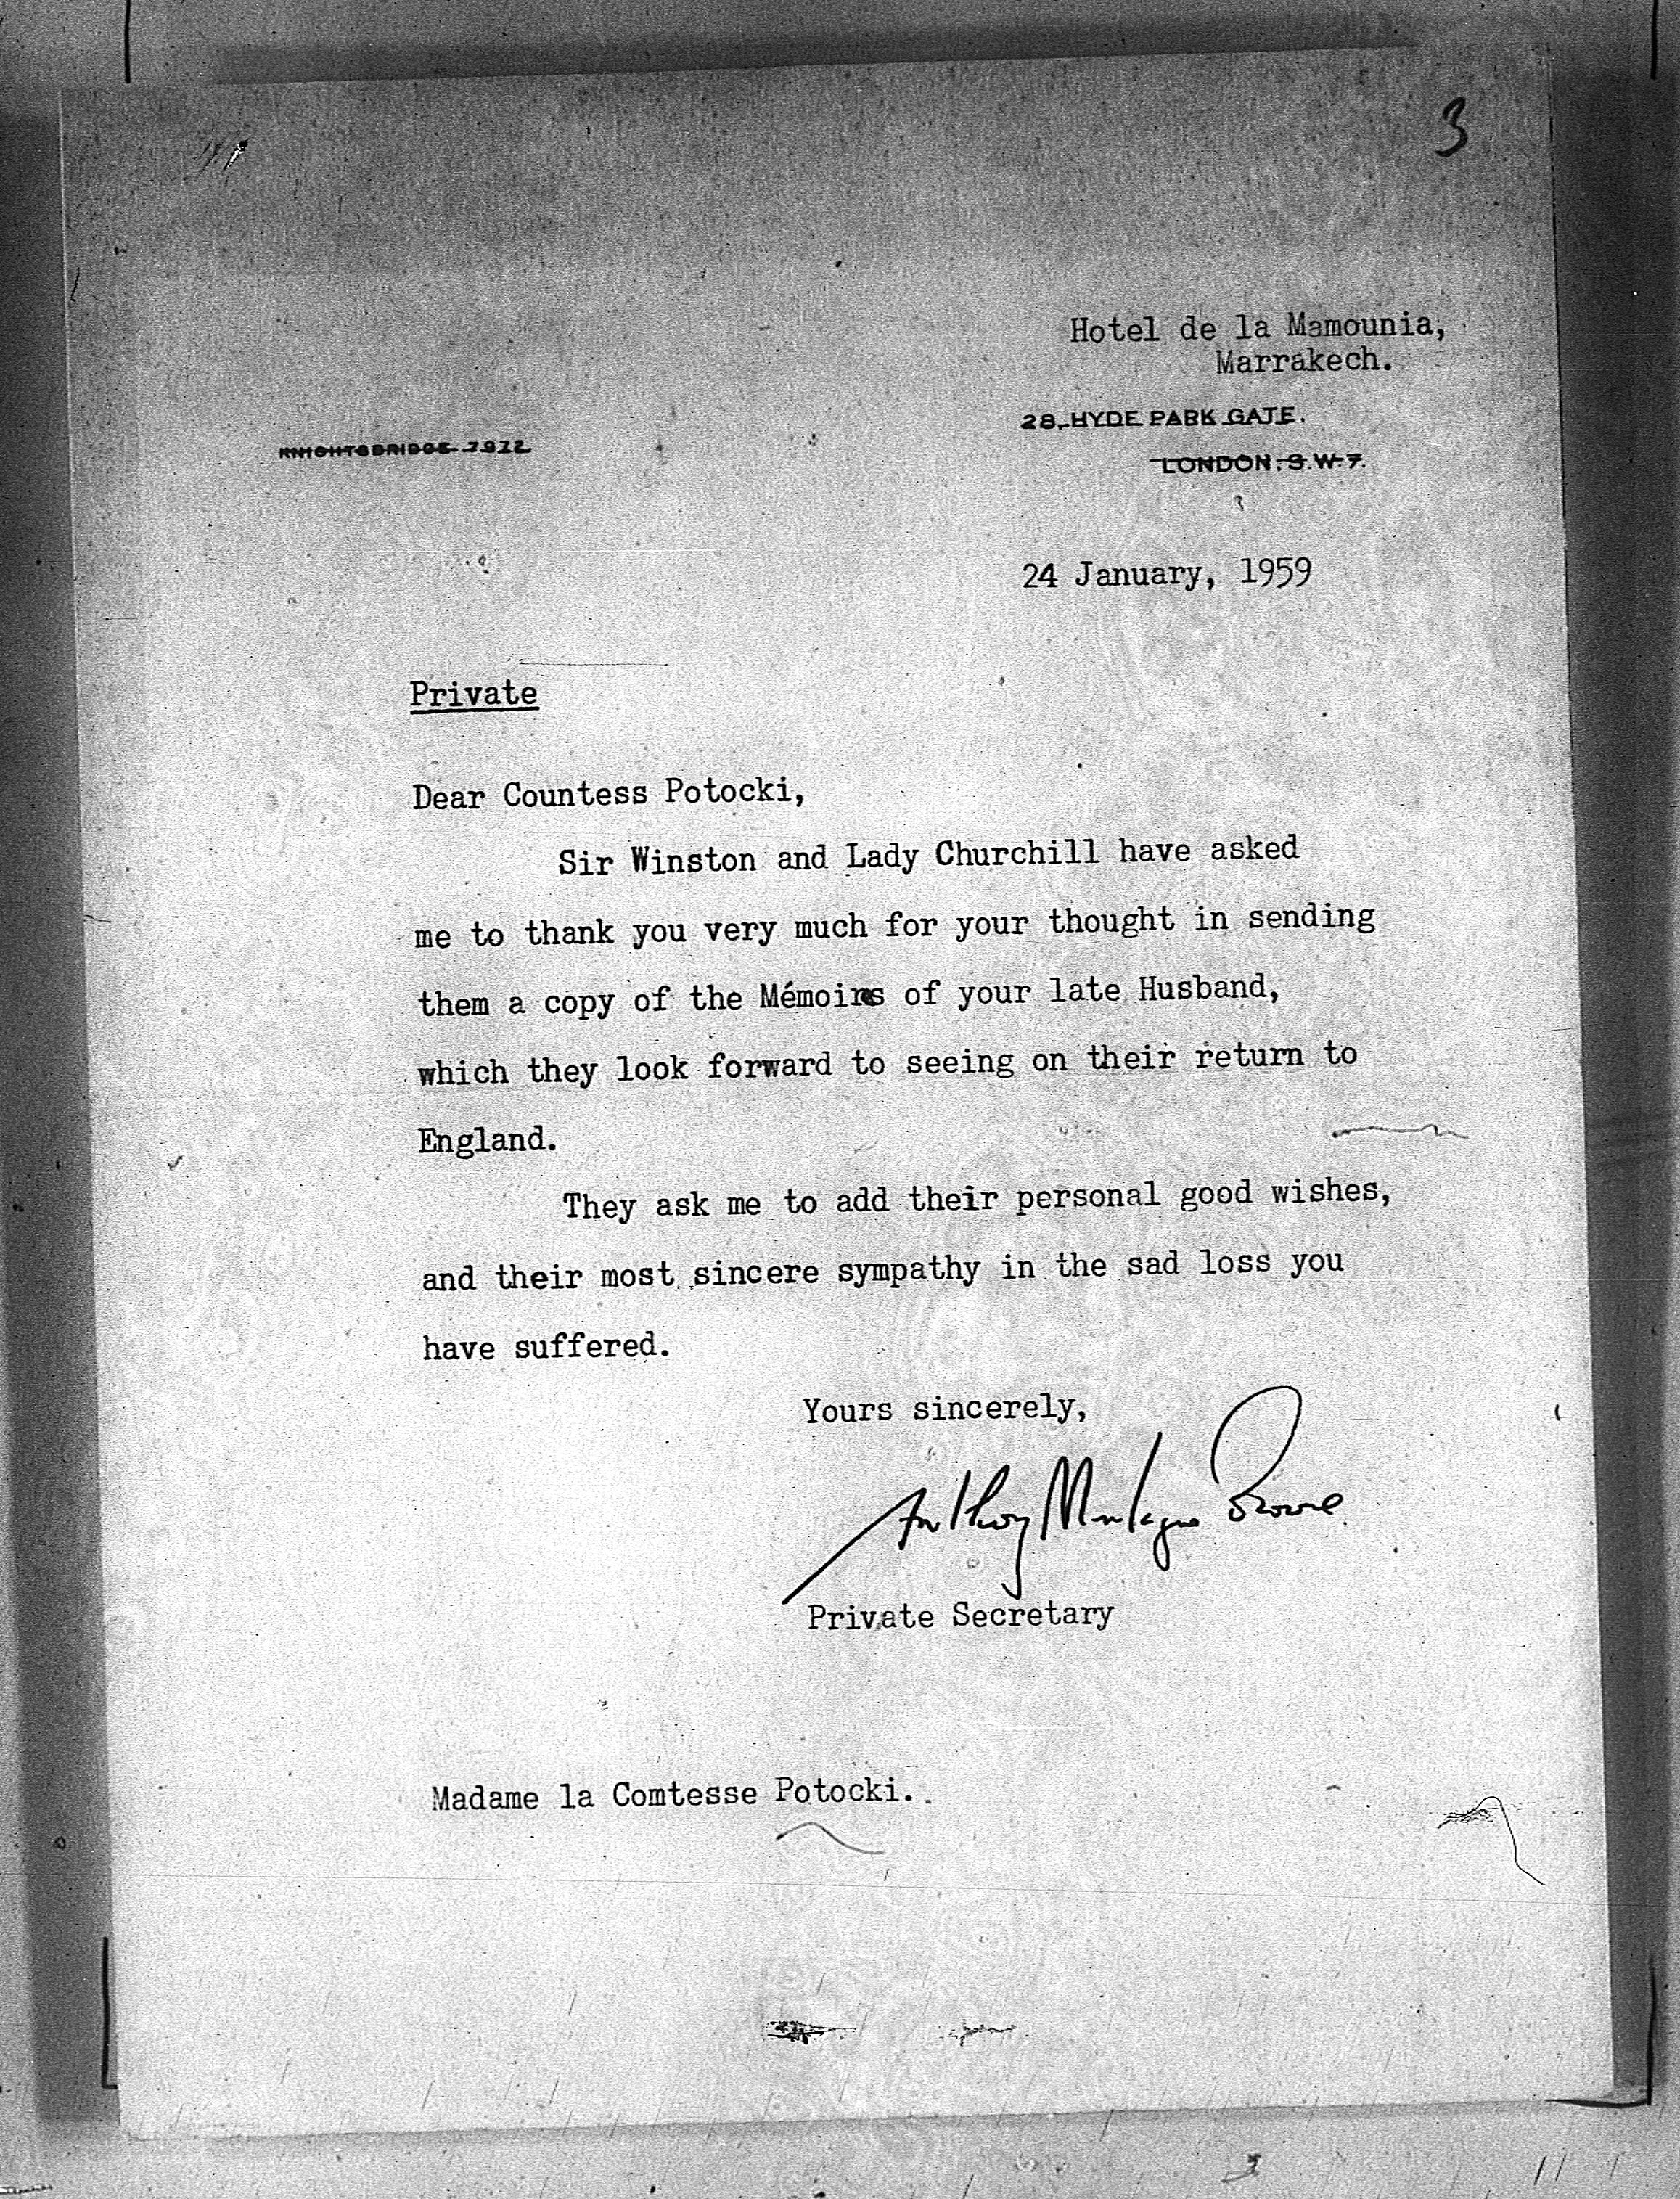 3
Hotel de la Mamounia,
Marrakech.
28, HYDE PARK GATE,
KNIGHTSBRIDGE 7972
LONDON, S.W.7.
24 January, 1959
Private
Dear Countess Potocki,
Sir Winston and Lady Churchill have asked
me to thank you very much for your thought in sending
them a copy of the Mémoirs of your late Husband,
which they look forward to seeing on their return to
England.
They ask me to add their personal good wishes,
and their most sincere sympathy in the sad loss you
have suffered.
Yours sincerely,
Anthony Montague Browne
Private Secretary
Madame la Comtesse Potocki.